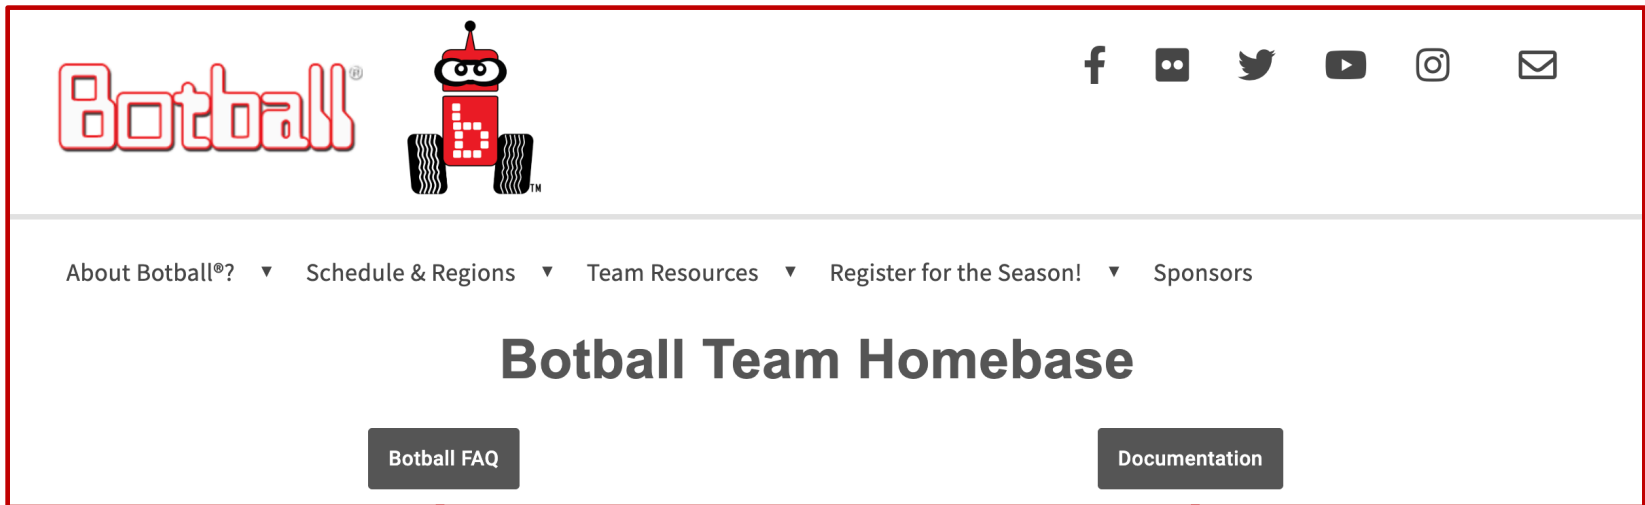 Botball®
b
TM
About Botball®? ▼ Schedule & Regions ▼ Team Resources ▼ Register for the Season! ▼ Sponsors
Botball Team Homebase
Botball FAQ
Documentation